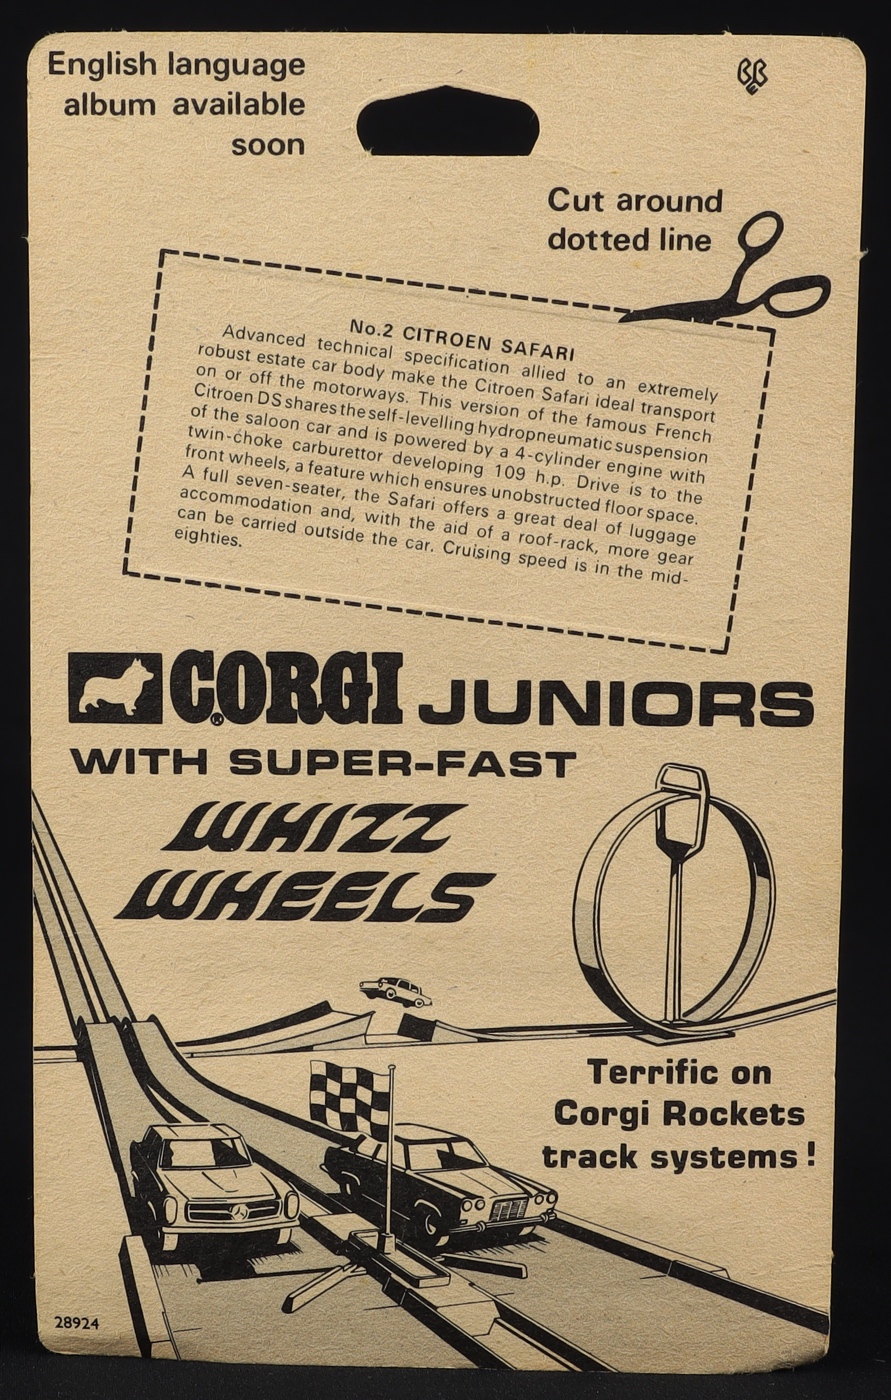 English language
album available
soon
Cut around
dotted line
No.2 CITROEN SAFARI
Advanced technical specification allied to an extremely
robust estate car body make the Citroen Safari ideal transport
on or off the motorways. This version of the famous French
Citroen DS shares the self-levelling hydropneumatic suspension
of the saloon car and is powered by a 4-cylinder engine with
twin-choke carburettor developing 109 h.p. Drive is to the
front wheels, a feature which ensures unobstructed floor space.
A full seven-seater, the Safari offers a great deal of luggage
accommodation and, with the aid of a roof-rack, more gear
can be carried outside the car. Cruising speed is in the mid-
eighties.
CORGI® JUNIORS
WITH SUPER-FAST
WHIZZ
WHEELS
Terrific on
Corgi Rockets
track systems!
28924